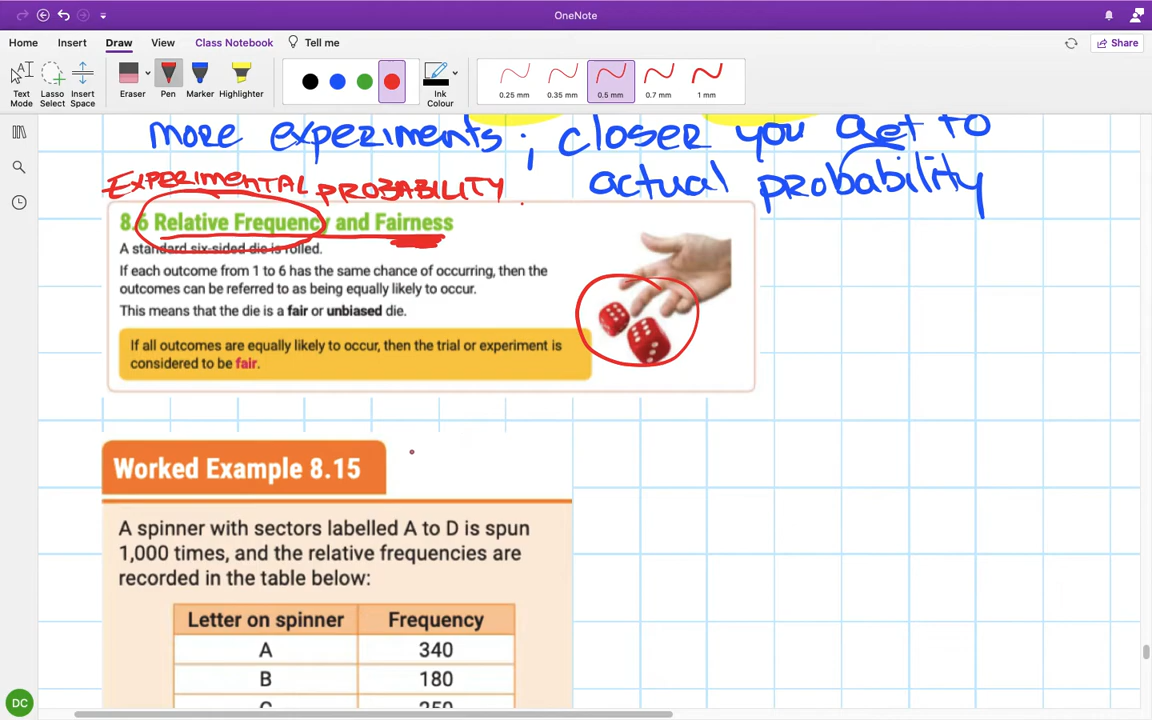 OneNote
Home Insert Draw View Class Notebook Tell me Share
Text Mode Lasso Select Insert Space Eraser Pen Marker Highlighter Ink Colour 0.25 mm 0.35 mm 0.5 mm 0.7 mm 1 mm
more experiments ; closer you get to
actual probability
EXPERIMENTAL PROBABILITY
8.6 Relative Frequency and Fairness
A standard six-sided die is rolled.
If each outcome from 1 to 6 has the same chance of occurring, then the
outcomes can be referred to as being equally likely to occur.
This means that the die is a fair or unbiased die.
If all outcomes are equally likely to occur, then the trial or experiment is
considered to be fair.
Worked Example 8.15
A spinner with sectors labelled A to D is spun
1,000 times, and the relative frequencies are
recorded in the table below:
Letter on spinner Frequency
A 340
B 180
DC